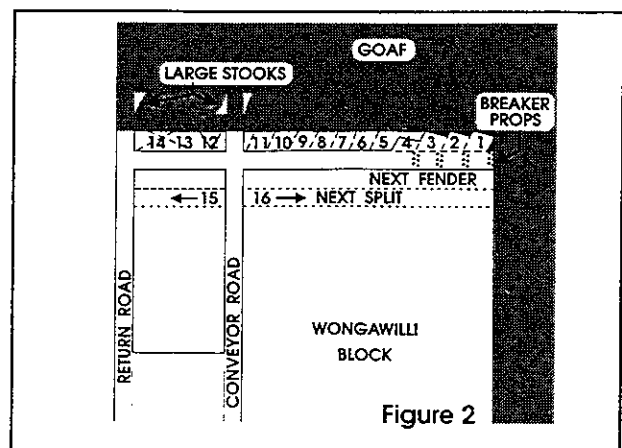 GOAF
LARGE STOOKS
BREAKER
PROPS
14 13 12
11 10 9 8 7 6 5 4 3 2 1
NEXT FENDER
←15
16→ NEXT SPLIT
RETURN ROAD
CONVEYOR ROAD
WONGAWILLI
BLOCK
Figure 2